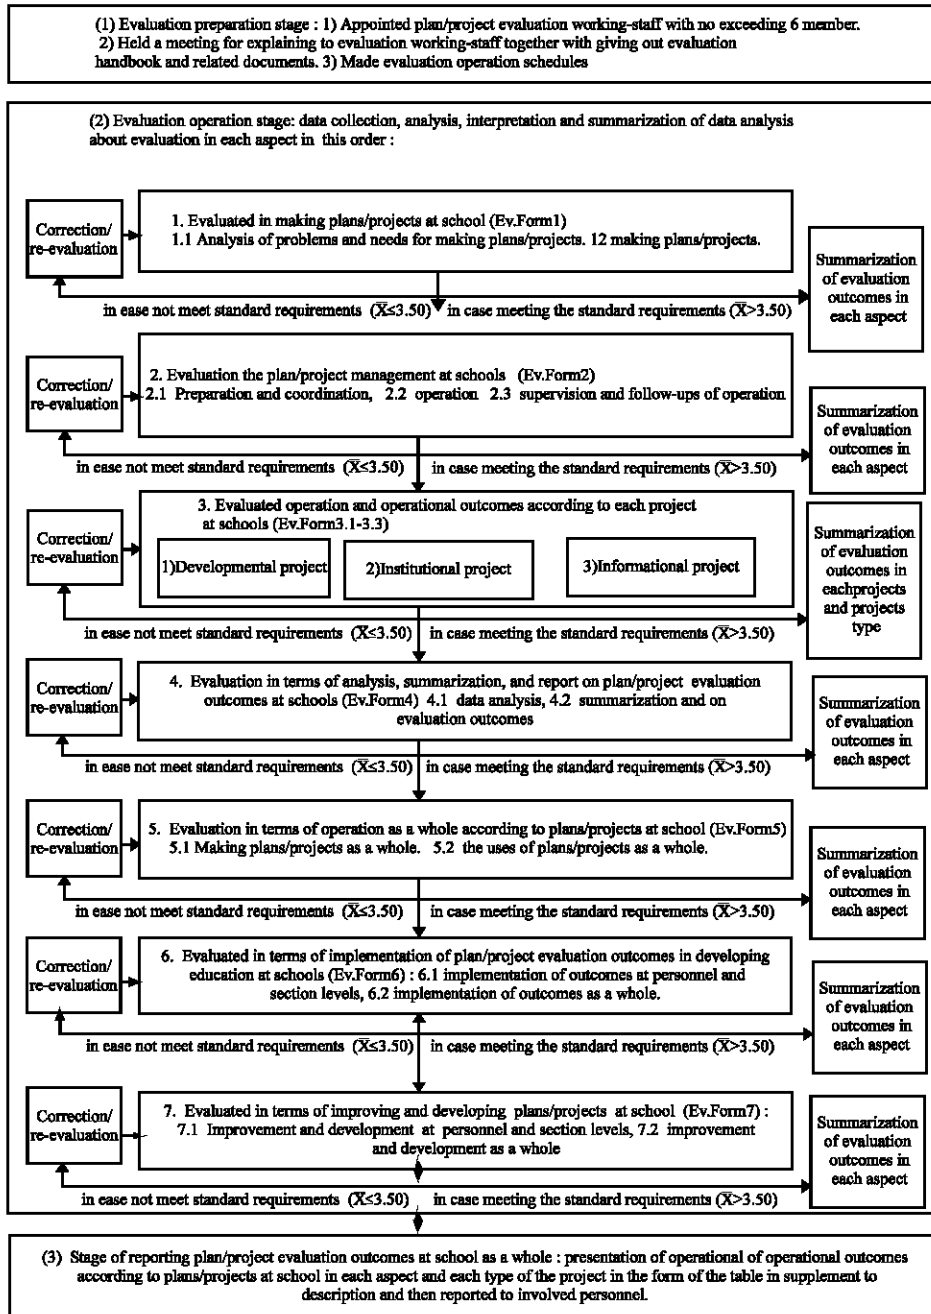 (1) Evaluation preparation stage : 1) Appointed plan/project evaluation working-staff with no exceeding 6 member.
2) Held a meeting for explaining to evaluation working-staff together with giving out evaluation
handbook and related documents. 3) Made evaluation operation schedules
(2) Evaluation operation stage: data collection, analysis, interpretation and summarization of data analysis
about evaluation in each aspect in this order :
Correction/
re-evaluation
1. Evaluated in making plans/projects at school (Ev.Form1)
1.1 Analysis of problems and needs for making plans/projects. 12 making plans/projects.
Summarization
of evaluation
outcomes in
each aspect
in ease not meet standard requirements (X̅≤3.50)
in case meeting the standard requirements (X̅>3.50)
Correction/
re-evaluation
2. Evaluation the plan/project management at schools (Ev.Form2)
2.1 Preparation and coordination, 2.2 operation 2.3 supervision and follow-ups of operation
Summarization
of evaluation
outcomes in
each aspect
in ease not meet standard requirements (X̅≤3.50)
in case meeting the standard requirements (X̅>3.50)
Correction/
re-evaluation
3. Evaluated operation and operational outcomes according to each project
at schools (Ev.Form3.1-3.3)
1)Developmental project
2)Institutional project
3)Informational project
Summarization
of evaluation
outcomes in
eachprojects
and projects
type
in ease not meet standard requirements (X̅≤3.50)
in case meeting the standard requirements (X̅>3.50)
Correction/
re-evaluation
4. Evaluation in terms of analysis, summarization, and report on plan/project evaluation
outcomes at schools (Ev.Form4) 4.1 data analysis, 4.2 summarization and on
evaluation outcomes
Summarization
of evaluation
outcomes in
each aspect
in ease not meet standard requirements (X̅≤3.50)
in case meeting the standard requirements (X̅>3.50)
Correction/
re-evaluation
5. Evaluation in terms of operation as a whole according to plans/projects at school (Ev.Form5)
5.1 Making plans/projects as a whole. 5.2 the uses of plans/projects as a whole.
Summarization
of evaluation
outcomes in
each aspect
in ease not meet standard requirements (X̅≤3.50)
in case meeting the standard requirements (X̅>3.50)
Correction/
re-evaluation
6. Evaluated in terms of implementation of plan/project evaluation outcomes in developing
education at schools (Ev.Form6) : 6.1 implementation of outcomes at personnel and
section levels, 6.2 implementation of outcomes as a whole.
Summarization
of evaluation
outcomes in
each aspect
in ease not meet standard requirements (X̅≤3.50)
in case meeting the standard requirements (X̅>3.50)
Correction/
re-evaluation
7. Evaluated in terms of improving and developing plans/projects at school (Ev.Form7) :
7.1 Improvement and development at personnel and section levels, 7.2 improvement
and development as a whole
Summarization
of evaluation
outcomes in
each aspect
in ease not meet standard requirements (X̅≤3.50)
in case meeting the standard requirements (X̅>3.50)
(3) Stage of reporting plan/project evaluation outcomes at school as a whole : presentation of operational of operational outcomes
according to plans/projects at school in each aspect and each type of the project in the form of the table in supplement to
description and then reported to involved personnel.